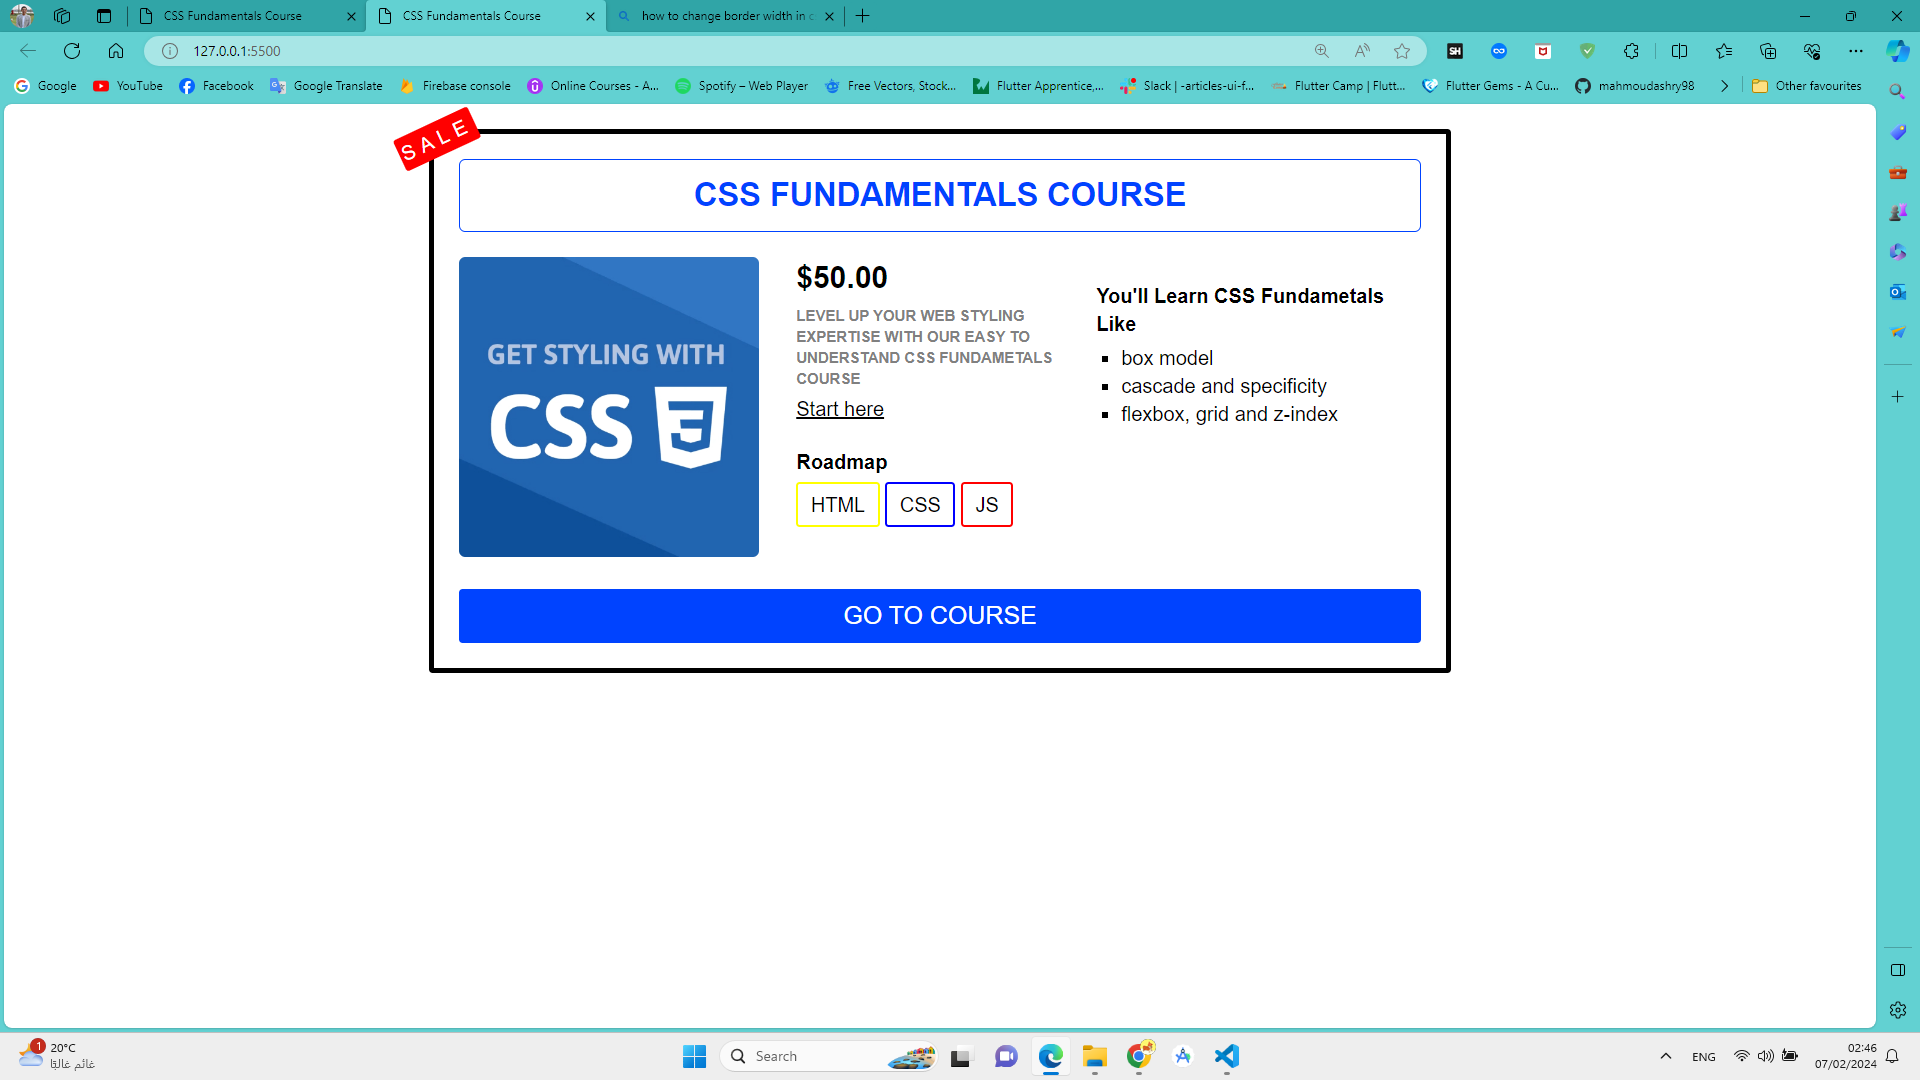 CSS Fundamentals Course
CSS Fundamentals Course
how to change border width in c
127.0.0.1:5500
SH
Google
YouTube
Facebook
Google Translate
Firebase console
Online Courses - A...
Spotify – Web Player
Free Vectors, Stock...
Flutter Apprentice,...
Slack | -articles-ui-f...
Flutter Camp | Flutt...
Flutter Gems - A Cu...
mahmoudashry98
Other favourites
SALE
CSS FUNDAMENTALS COURSE
GET STYLING WITH
CSS
$50.00
LEVEL UP YOUR WEB STYLING
EXPERTISE WITH OUR EASY TO
UNDERSTAND CSS FUNDAMETALS
COURSE
Start here
Roadmap
HTML
CSS
JS
You'll Learn CSS Fundametals
Like
box model
cascade and specificity
flexbox, grid and z-index
GO TO COURSE
1
20°C
غائم غالبًا
Search
ENG
02:46
07/02/2024